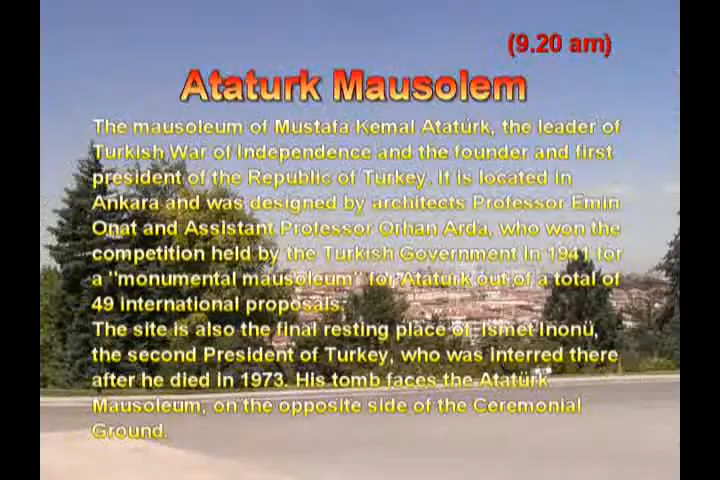 (9.20 am)
Ataturk Mausolem
The mausoleum of Mustafa Kemal Atatürk, the leader of
Turkish War of Independence and the founder and first
president of the Republic of Turkey. It is located in
Ankara and was designed by architects Professor Emin
Onat and Assistant Professor Orhan Arda, who won the
competition held by the Turkish Government in 1941 for
a "monumental mausoleum" for Atatürk out of a total of
49 international proposals.
The site is also the final resting place of, Ismet Inonü,
the second President of Turkey, who was interred there
after he died in 1973. His tomb faces the Atatürk
Mausoleum, on the opposite side of the Ceremonial
Ground.